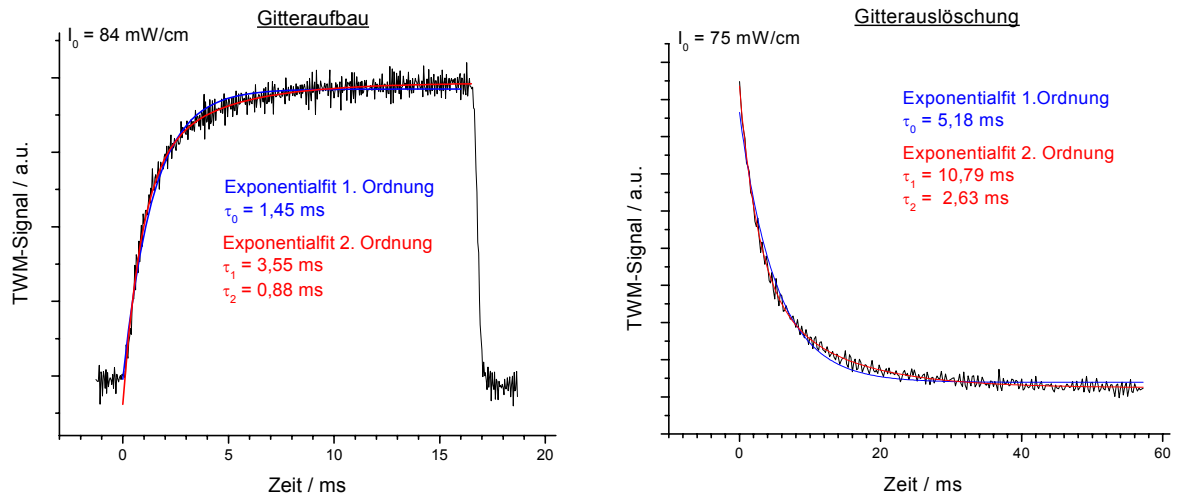 Gitteraufbau
I₀ = 84 mW/cm
TWM-Signal / a.u.
Exponentialfit 1. Ordnung
τ₀ = 1,45 ms
Exponentialfit 2. Ordnung
τ₁ = 3,55 ms
τ₂ = 0,88 ms
0 5 10 15 20
Zeit / ms
Gitterauslöschung
I₀ = 75 mW/cm
TWM-Signal / a.u.
Exponentialfit 1.Ordnung
τ₀ = 5,18 ms
Exponentialfit 2. Ordnung
τ₁ = 10,79 ms
τ₂ = 2,63 ms
0 20 40 60
Zeit / ms